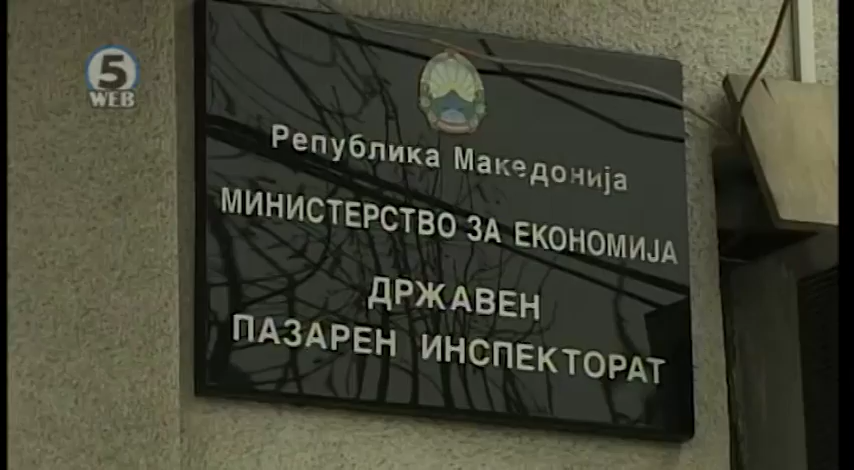 5
WEB
Република Македонија
МИНИСТЕРСТВО ЗА ЕКОНОМИЈА
ДРЖАВЕН
ПАЗАРЕН ИНСПЕКТОРАТ